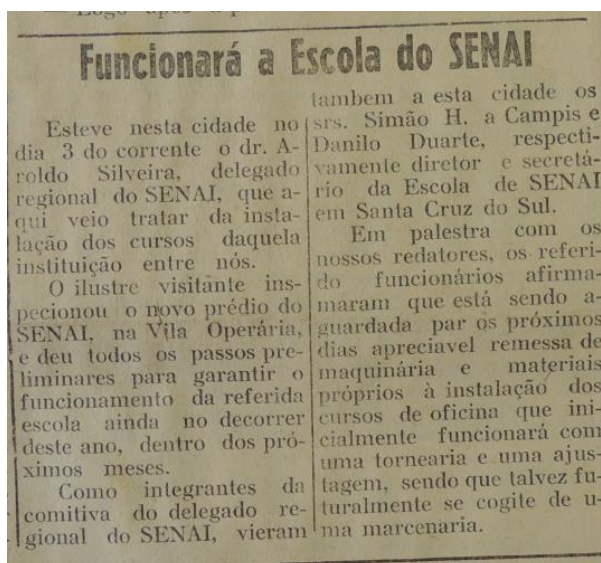 — Logo após
Funcionará a Escola do SENAI
Esteve nesta cidade no
dia 3 do corrente o dr. A-
roldo Silveira, delegado
regional do SENAI, que a-
qui veio tratar da insta-
lação dos cursos daquela
instituição entre nós.
O ilustre visitante ins-
pecionou o novo prédio do
SENAI, na Vila Operária,
e deu todos os passos pre-
liminares para garantir o
funcionamento da referida
escola ainda no decorrer
deste ano, dentro dos pró-
ximos meses.
Como integrantes da
comitiva do delegado re-
gional do SENAI, vieram
tambem a esta cidade os
srs. Simão H. a Campis e
Danilo Duarte, respecti-
vamente diretor e secretá-
rio da Escola de SENAI
em Santa Cruz do Sul.
Em palestra com os
nossos redatores, os referi-
do funcionários afirma-
maram que está sendo a-
guardada par os próximos
dias apreciavel remessa de
maquinária e materiais
próprios à instalação dos
cursos de oficina que ini-
cialmente funcionará com
uma tornearia e uma ajus-
tagem, sendo que talvez fu-
turalmente se cogite de u-
ma marcenaria.